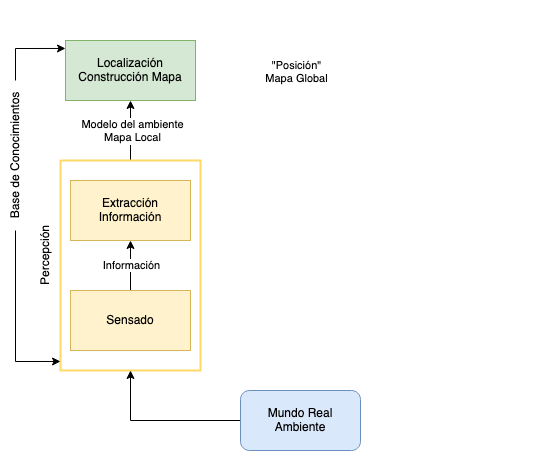 Localización
Construcción Mapa
"Posición"
Mapa Global
Modelo del ambiente
Mapa Local
Base de Conocimientos
Percepción
Extracción
Información
Información
Sensado
Mundo Real
Ambiente